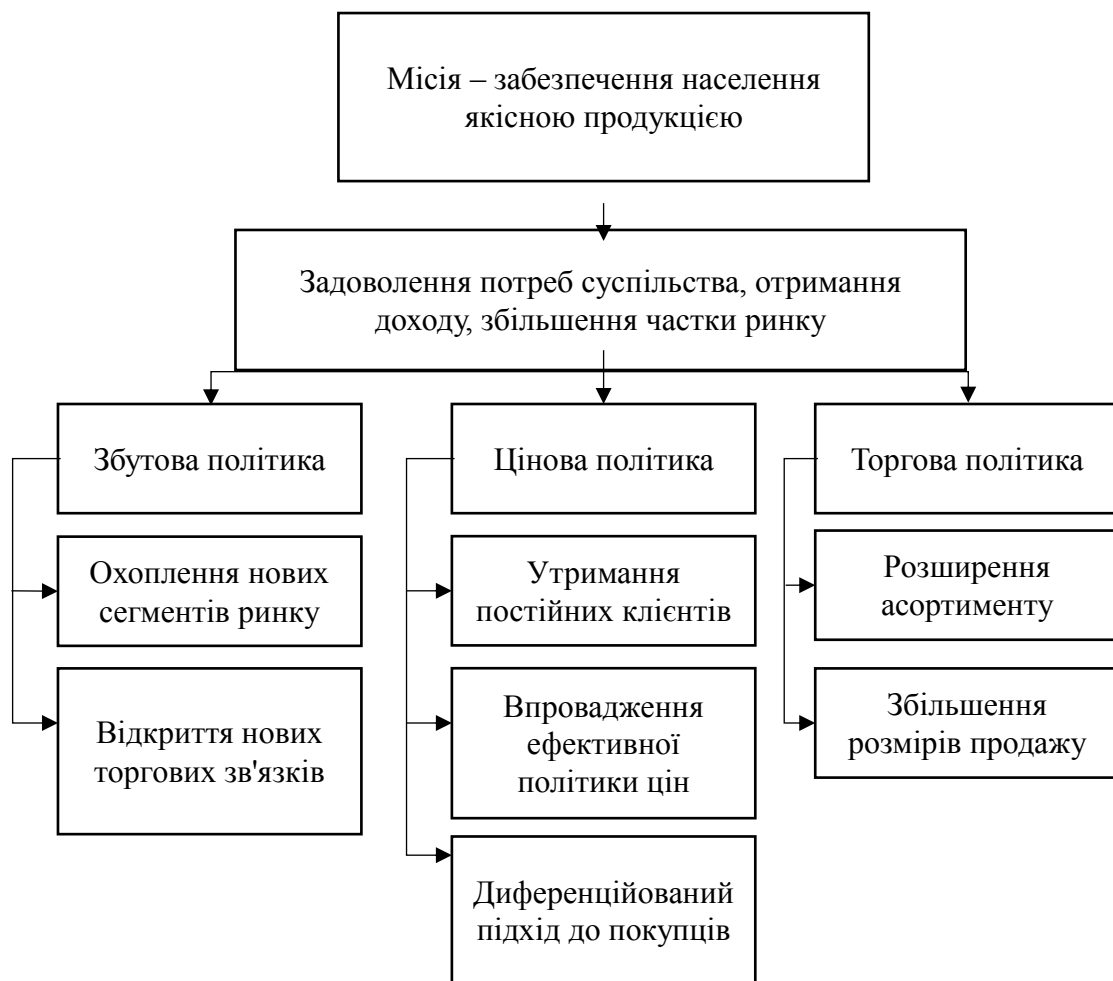 Місія – забезпечення населення
якісною продукцією
Задоволення потреб суспільства, отримання
доходу, збільшення частки ринку
Збутова політика
Цінова політика
Торгова політика
Охоплення нових
сегментів ринку
Утримання
постійних клієнтів
Розширення
асортименту
Відкриття нових
торгових зв'язків
Впровадження
ефективної
політики цін
Збільшення
розмірів продажу
Диференційований
підхід до покупців